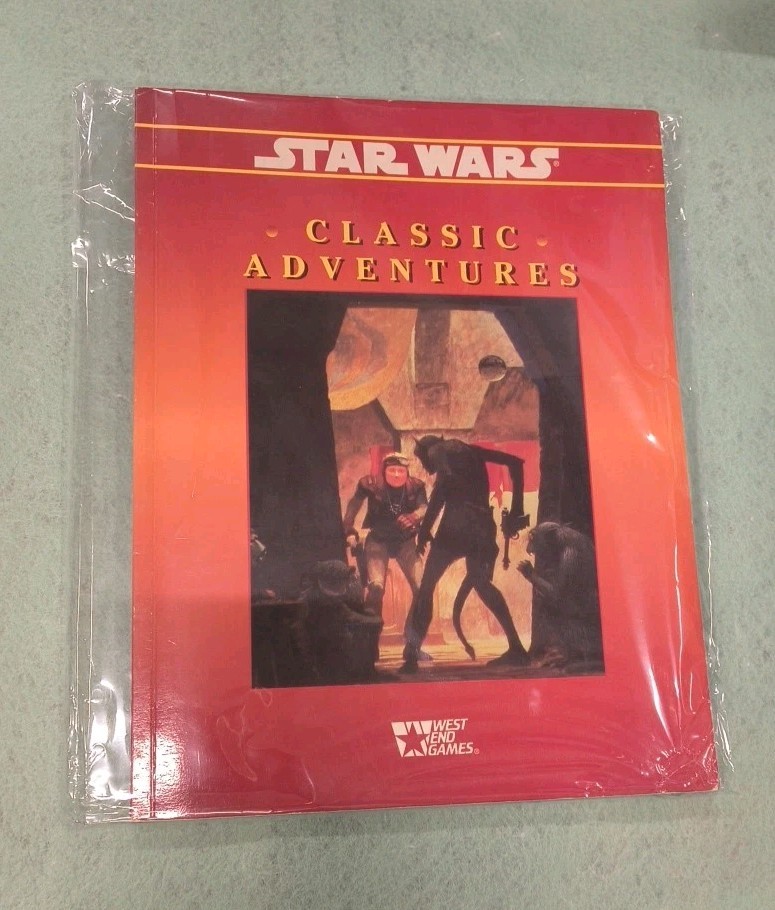 STAR WARS®
• CLASSIC •
ADVENTURES
WEST
END
GAMES®